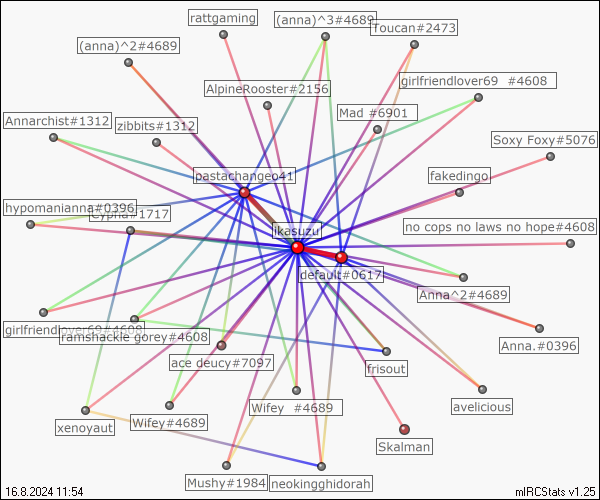 rattgaming
(anna)^3#4689
Toucan#2473
(anna)^2#4689
girlfriendlover69 #4608
AlpineRooster#2156
Mad #6901
Annarchist#1312
zibbits#1312
Soxy Foxy#5076
pastachangeo41
fakedingo
hypomanianna#0396
Cypha#1717
no cops no laws no hope#4608
ikasuzu
default#0617
Anna^2#4689
girlfriendlover69#4608
ramshackle gorey#4608
Anna.#0396
ace deucy#7097
frisout
Wifey #4689
avelicious
Wifey#4689
xenoyaut
Skalman
Mushy#1984
neokingghidorah
16.8.2024 11:54
mIRCStats v1.25